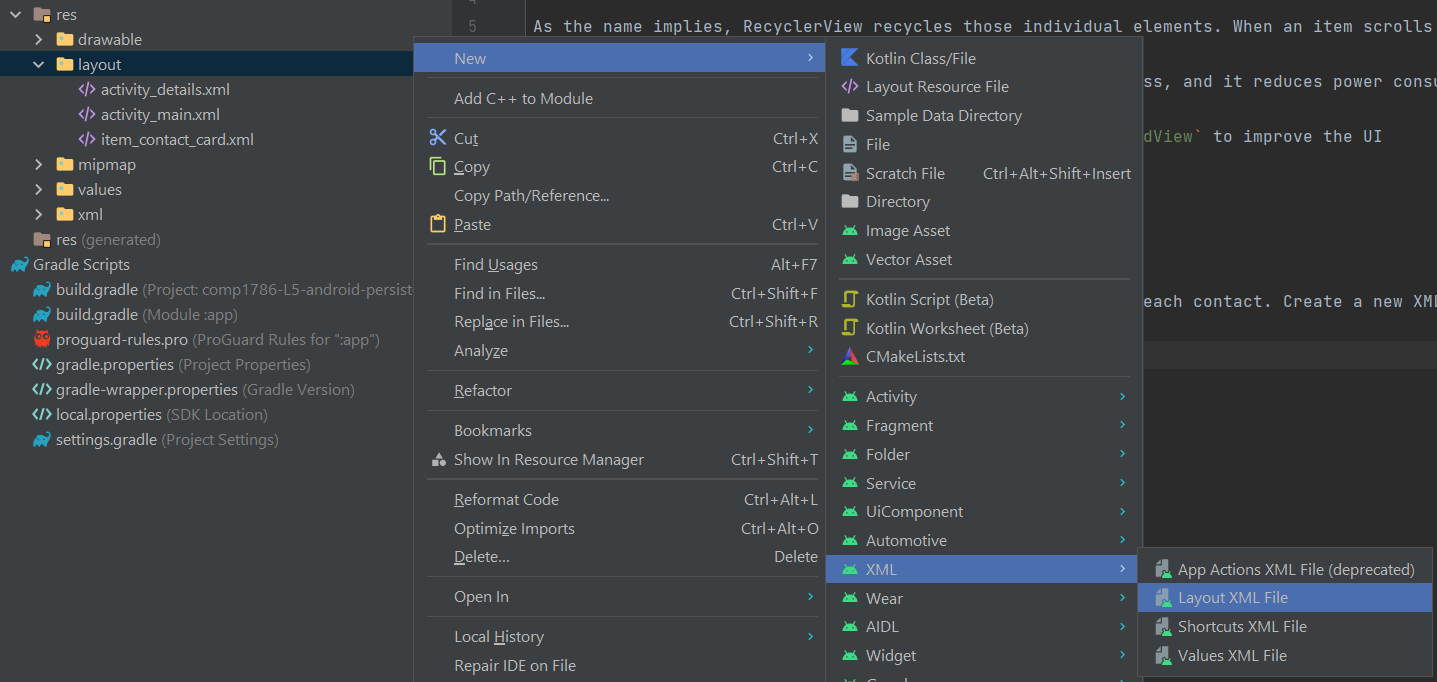 res
drawable
layout
activity_details.xml
activity_main.xml
item_contact_card.xml
mipmap
values
xml
res (generated)
Gradle Scripts
build.gradle (Project: comp1786-L5-android-persist
build.gradle (Module :app)
proguard-rules.pro (ProGuard Rules for ":app")
gradle.properties (Project Properties)
gradle-wrapper.properties (Gradle Version)
local.properties (SDK Location)
settings.gradle (Project Settings)
5 As the name implies, RecyclerView recycles those individual elements. When an item scrolls
ss, and it reduces power consu
dView` to improve the UI
each contact. Create a new XML
New
Add C++ to Module
Cut Ctrl+X
Copy Ctrl+C
Copy Path/Reference...
Paste Ctrl+V
Find Usages Alt+F7
Find in Files... Ctrl+Shift+F
Replace in Files... Ctrl+Shift+R
Analyze
Refactor
Bookmarks
Show In Resource Manager Ctrl+Shift+T
Reformat Code Ctrl+Alt+L
Optimize Imports Ctrl+Alt+O
Delete... Delete
Open In
Local History
Repair IDE on File
Kotlin Class/File
Layout Resource File
Sample Data Directory
File
Scratch File Ctrl+Alt+Shift+Insert
Directory
Image Asset
Vector Asset
Kotlin Script (Beta)
Kotlin Worksheet (Beta)
CMakeLists.txt
Activity
Fragment
Folder
Service
UiComponent
Automotive
XML
Wear
AIDL
Widget
App Actions XML File (deprecated)
Layout XML File
Shortcuts XML File
Values XML File